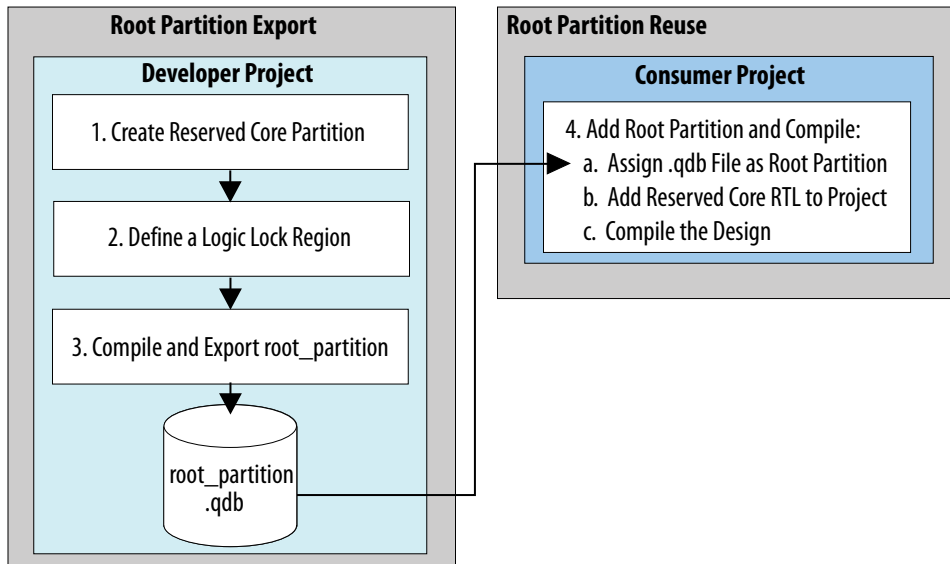 Root Partition Export
Developer Project
1. Create Reserved Core Partition
2. Define a Logic Lock Region
3. Compile and Export root_partition
root_partition
.qdb
Root Partition Reuse
Consumer Project
4. Add Root Partition and Compile:
a. Assign .qdb File as Root Partition
b. Add Reserved Core RTL to Project
c. Compile the Design